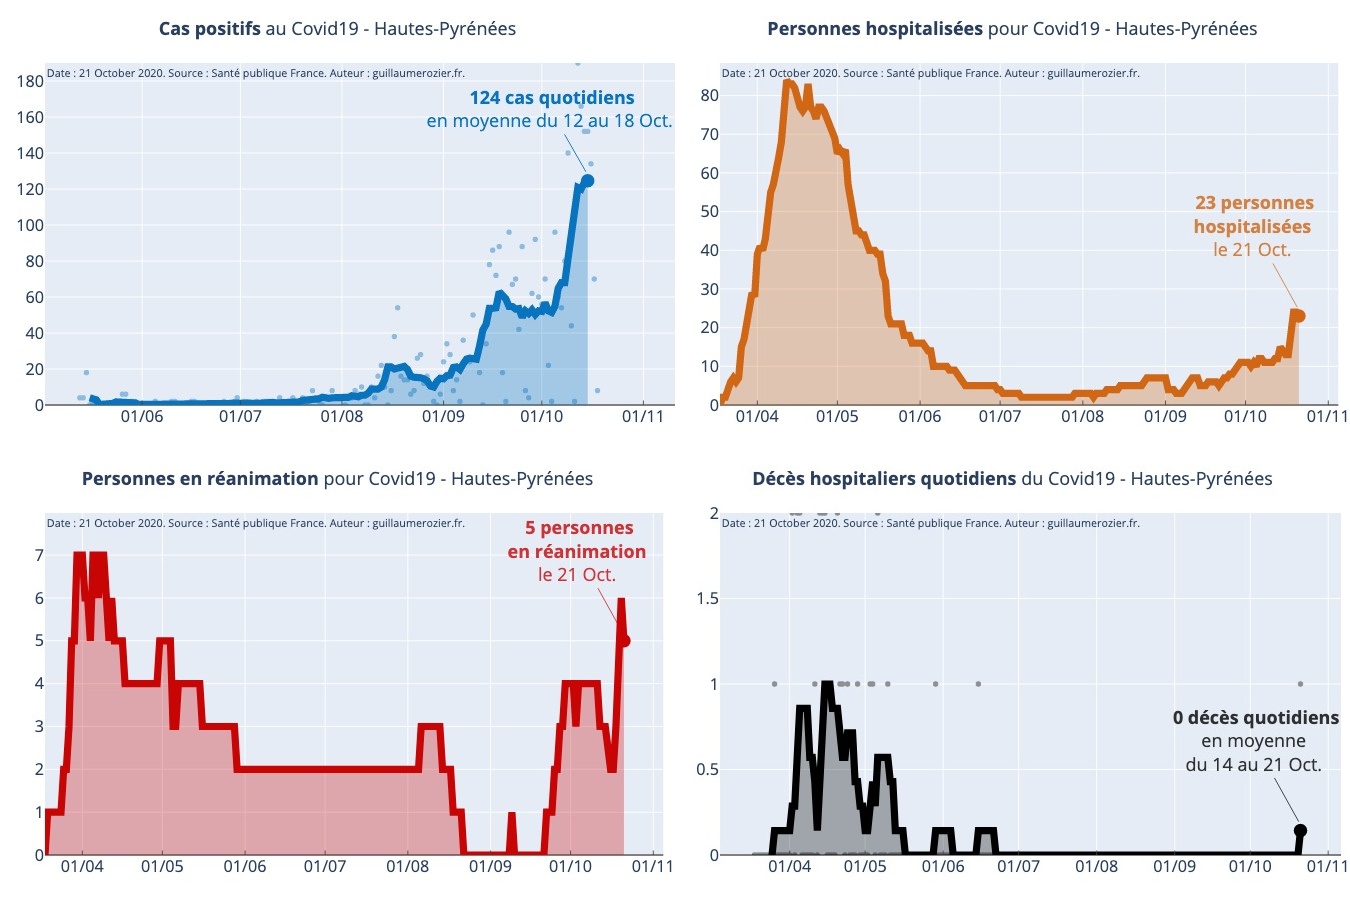 Cas positifs au Covid19 - Hautes-Pyrénées
Date : 21 October 2020. Source : Santé publique France. Auteur : guillaumerozier.fr.
124 cas quotidiens
en moyenne du 12 au 18 Oct.
180
160
140
120
100
80
60
40
20
0
01/06 01/07 01/08 01/09 01/10 01/11
Personnes hospitalisées pour Covid19 - Hautes-Pyrénées
Date : 21 October 2020. Source : Santé publique France. Auteur : guillaumerozier.fr.
23 personnes
hospitalisées
le 21 Oct.
80
70
60
50
40
30
20
10
0
01/04 01/05 01/06 01/07 01/08 01/09 01/10 01/11
Personnes en réanimation pour Covid19 - Hautes-Pyrénées
Date : 21 October 2020. Source : Santé publique France. Auteur : guillaumerozier.fr.
5 personnes
en réanimation
le 21 Oct.
7
6
5
4
3
2
1
0
01/04 01/05 01/06 01/07 01/08 01/09 01/10 01/11
Décès hospitaliers quotidiens du Covid19 - Hautes-Pyrénées
Date : 21 October 2020. Source : Santé publique France. Auteur : guillaumerozier.fr.
0 décès quotidiens
en moyenne
du 14 au 21 Oct.
2
1.5
1
0.5
0
01/04 01/05 01/06 01/07 01/08 01/09 01/10 01/11